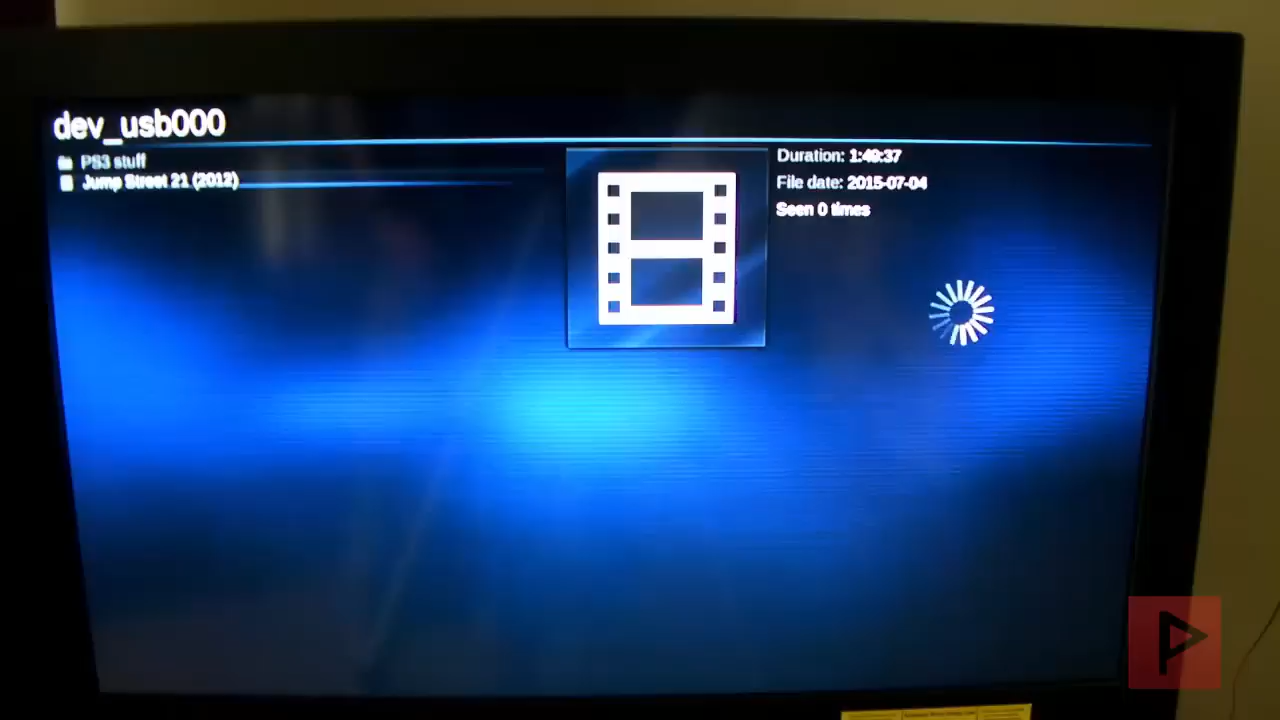 dev_usb000
PS3 stuff
Jump Street 21 (2012)
Duration: 1:49:37
File date: 2015-07-04
Seen 0 times